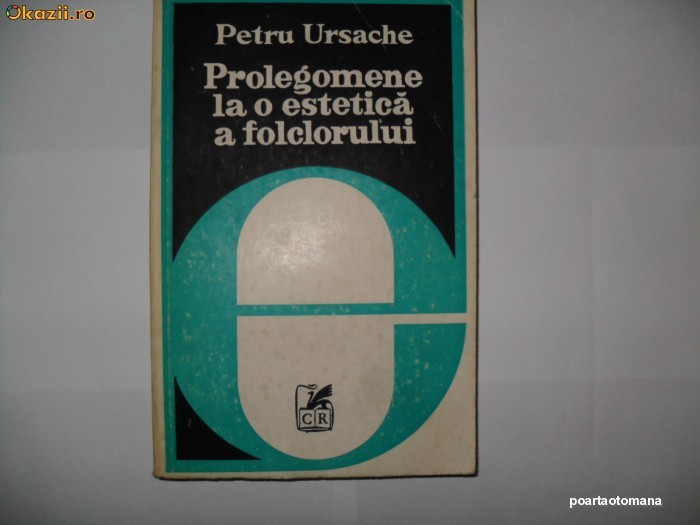 Okazii.ro
Petru Ursache
Prolegomene
la o estetică
a folclorului
CR
poartaotomana